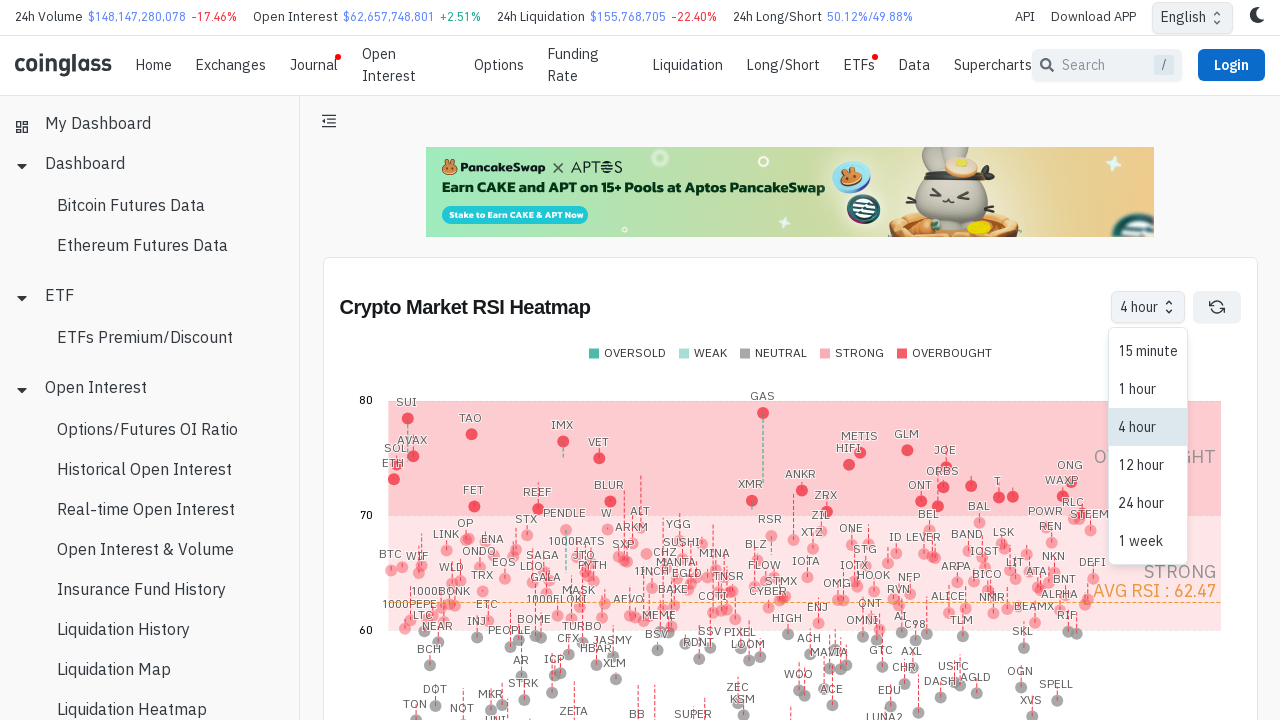 24h Volume $148,147,280,078 -17.46% Open Interest $62,657,748,801 +2.51% 24h Liquidation $155,768,705 -22.40% 24h Long/Short 50.12%/49.88% API Download APP English
coinglass Home Exchanges Journal Open Interest Options Funding Rate Liquidation Long/Short ETFs Data Supercharts Search / Login
My Dashboard
Dashboard
Bitcoin Futures Data
Ethereum Futures Data
ETF
ETFs Premium/Discount
Open Interest
Options/Futures OI Ratio
Historical Open Interest
Real-time Open Interest
Open Interest & Volume
Insurance Fund History
Liquidation History
Liquidation Map
Liquidation Heatmap
PancakeSwap X APTOS
Earn CAKE and APT on 15+ Pools at Aptos PancakeSwap
Stake to Earn CAKE & APT Now
Crypto Market RSI Heatmap
4 hour
15 minute
1 hour
4 hour
12 hour
24 hour
1 week
OVERSOLD WEAK NEUTRAL STRONG OVERBOUGHT
80
SUI GAS
TAO IMX METIS GLM
AVAX VET HIFI
SOL JOE
ETH ORBS ONG
ANKR
FET REEF BLUR XMR ZRX ONT T WAXP
RLC
70
OP STX PENDLE W ALT RSR ZIL BEL BAL POWR STEEM
LINK ENA 1000RATS ARKM YGG XTZ ONE ID LEVER BAND LSK REN
BTC WIF ONDO SAGA JTO SXP SUSHI BLZ STG IOST NKN
WLD EOS LDO PYTH CHZ MINA FLOW IOTA IOTX ARPA LIT DEFI
TRX GALA 1INCH MANTA EGLD TNSR STMX OMG HOOK NEP BICO ATA BNT
1000BONK MASK BAKE CYBER RVN STRONG
1000PEPE ETC 1000FLOKI AEVO COTI ENJ QNT ALICE NMR ALPHA AVG RSI : 62.47
LTC INJ BOME MEME HIGH OMNI AI TLM BEAMX RIF
NEAR PEOPLE TURBO C98
60
BSV BSV PIXEL SKL
BCH CFX JASMY RDNT LOOM ACH
HBAR GTC AXL
AR ICP XLM MAVIA CHR USTC
STRK WOO DASH AGLD OGN
DOT MKR ZEC ACE EDU SPELL
TON NOT KSM XVS
UNI ZETA BB SUPER LUNA2